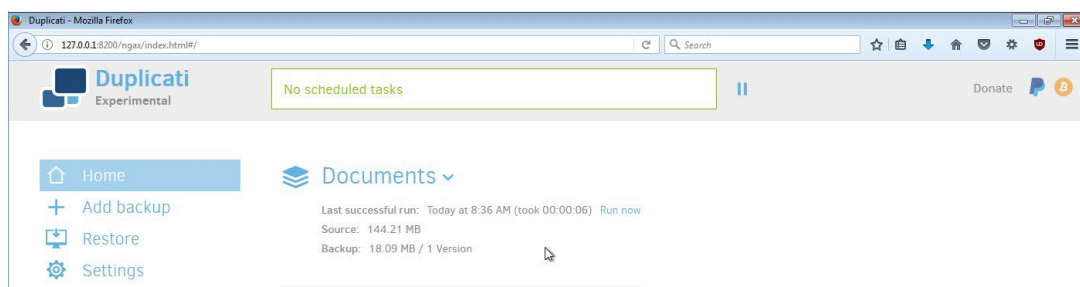 Duplicati - Mozilla Firefox
127.0.0.1:8200/ngax/index.html#/
Search
Duplicati
Experimental
No scheduled tasks
Donate
Home
Add backup
Restore
Settings
Documents
Last successful run: Today at 8:36 AM (took 00:00:06) Run now
Source: 144.21 MB
Backup: 18.09 MB / 1 Version